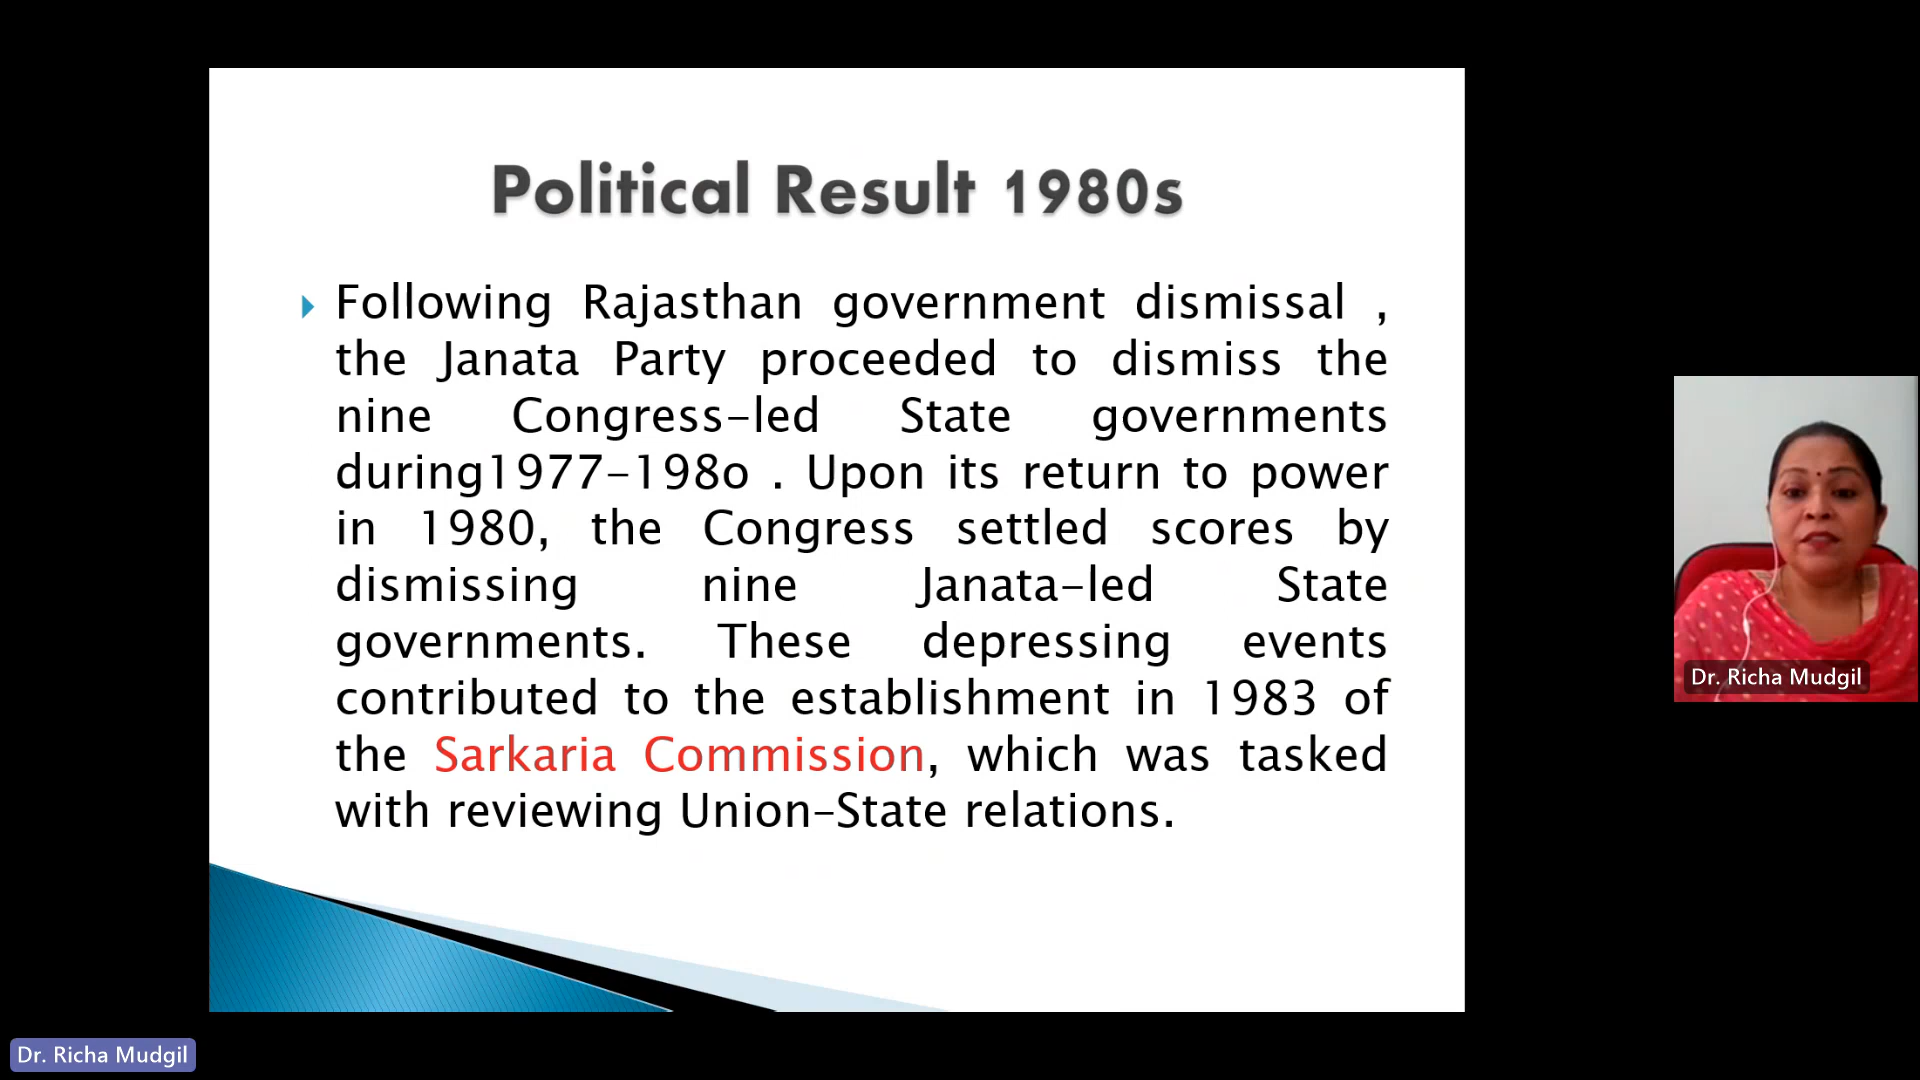 Political Result 1980s
Following Rajasthan government dismissal ,
the Janata Party proceeded to dismiss the
nine Congress-led State governments
during1977-198o . Upon its return to power
in 1980, the Congress settled scores by
dismissing nine Janata-led State
governments. These depressing events
contributed to the establishment in 1983 of
the Sarkaria Commission, which was tasked
with reviewing Union-State relations.
Dr. Richa Mudgil
Dr. Richa Mudgil